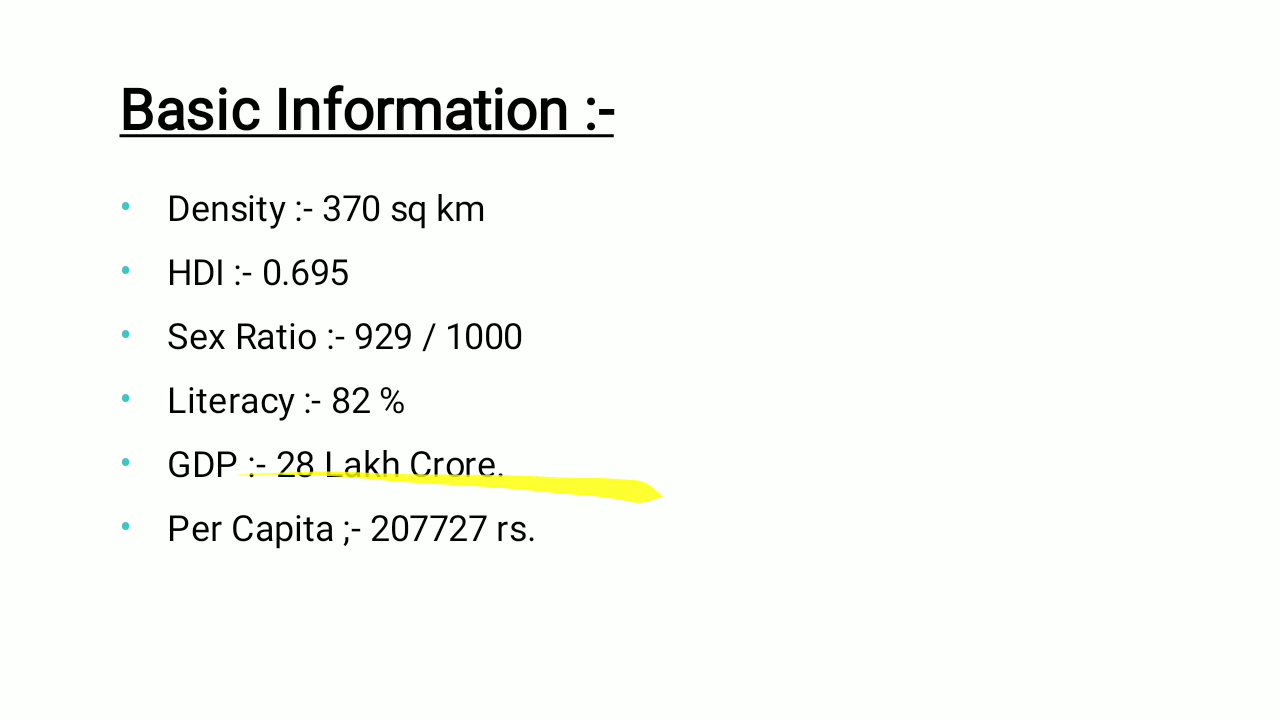 Basic Information :-
• Density :- 370 sq km
• HDI :- 0.695
• Sex Ratio :- 929 / 1000
• Literacy :- 82 %
• GDP :- 28 Lakh Crore.
• Per Capita ;- 207727 rs.